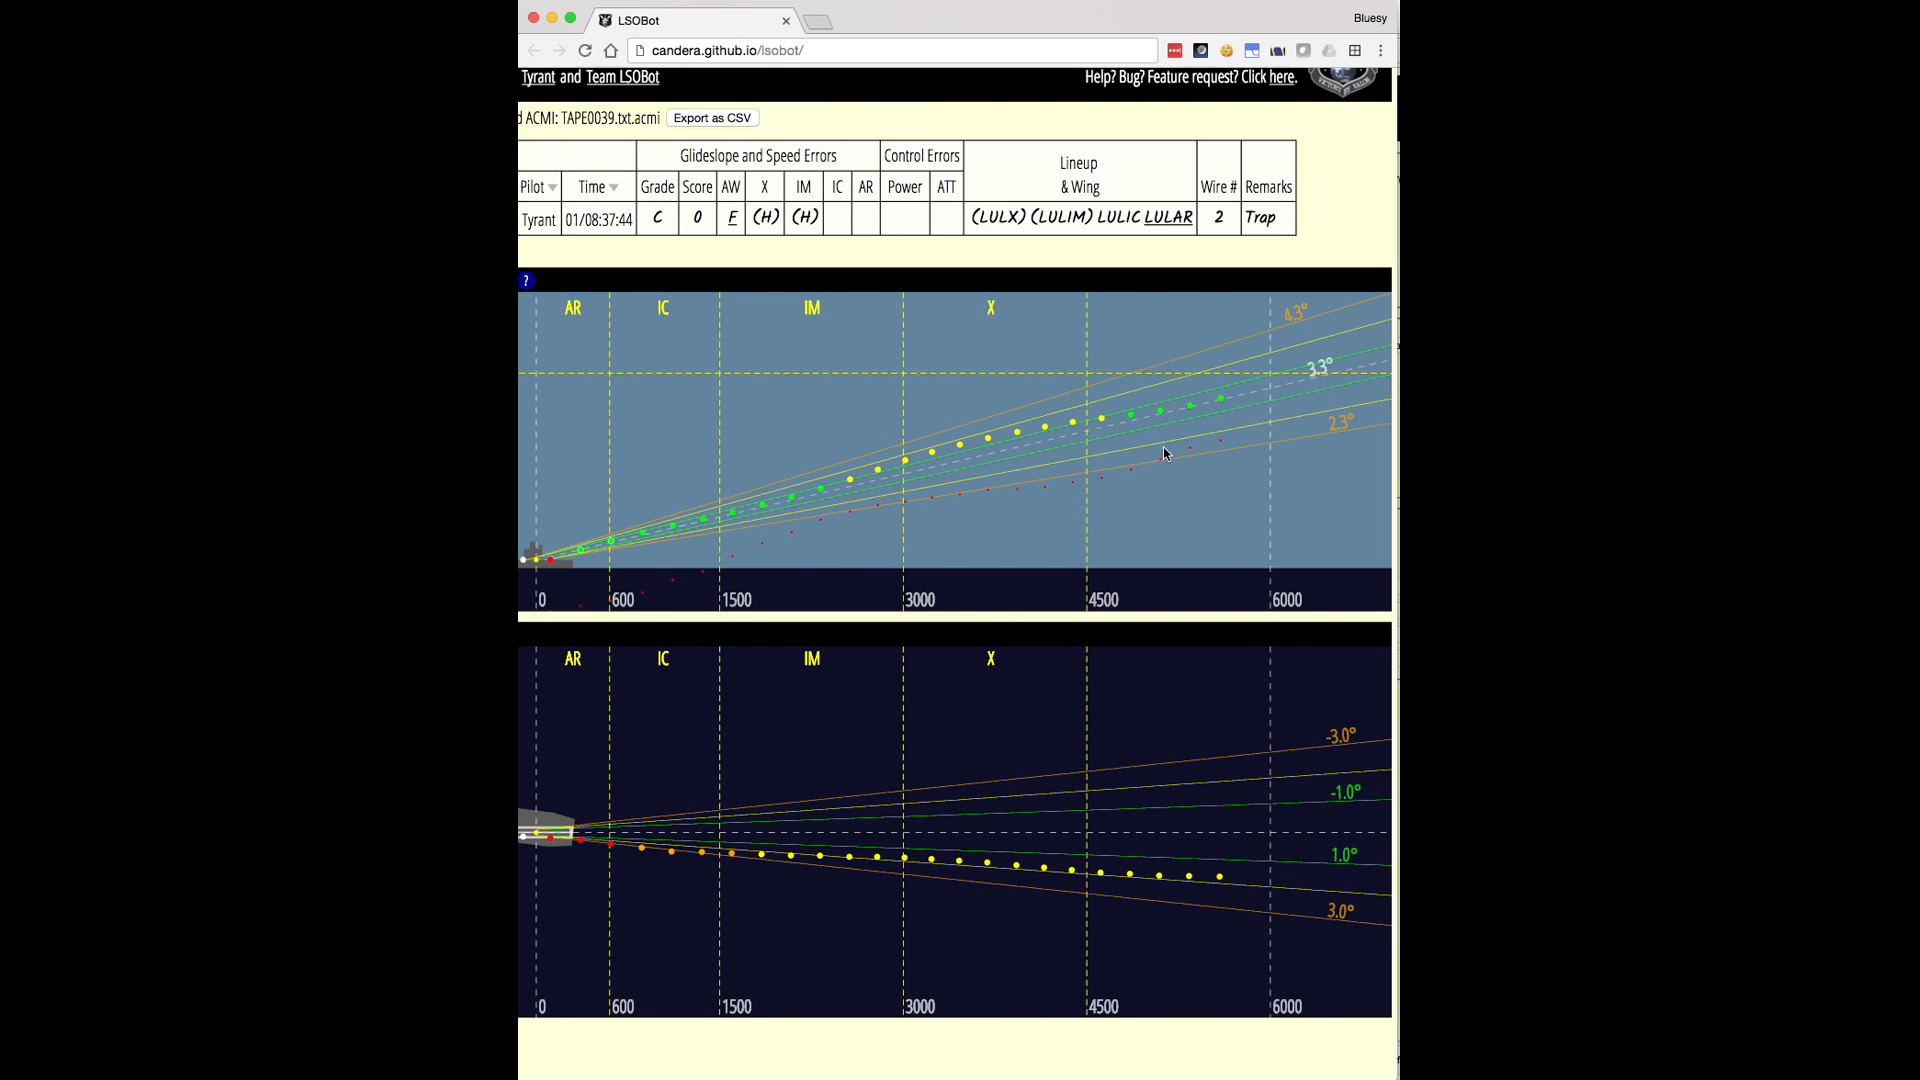 LSOBot
Bluesy
candera.github.io/lsobot/
Tyrant and Team LSOBot
Help? Bug? Feature request? Click here.
ACMI: TAPE0039.txt.acmi Export as CSV
Glideslope and Speed Errors Control Errors Lineup & Wing Wire # Remarks
Pilot Time Grade Score AW X IM IC AR Power ATT
Tyrant 01/08:37:44 C 0 F (H) (H) (LULX) (LULIM) LULIC LULAR 2 Trap
?
AR IC IM X
4.3°
3.3°
2.3°
0 600 1500 3000 4500 6000
AR IC IM X
-3.0°
-1.0°
1.0°
3.0°
0 600 1500 3000 4500 6000